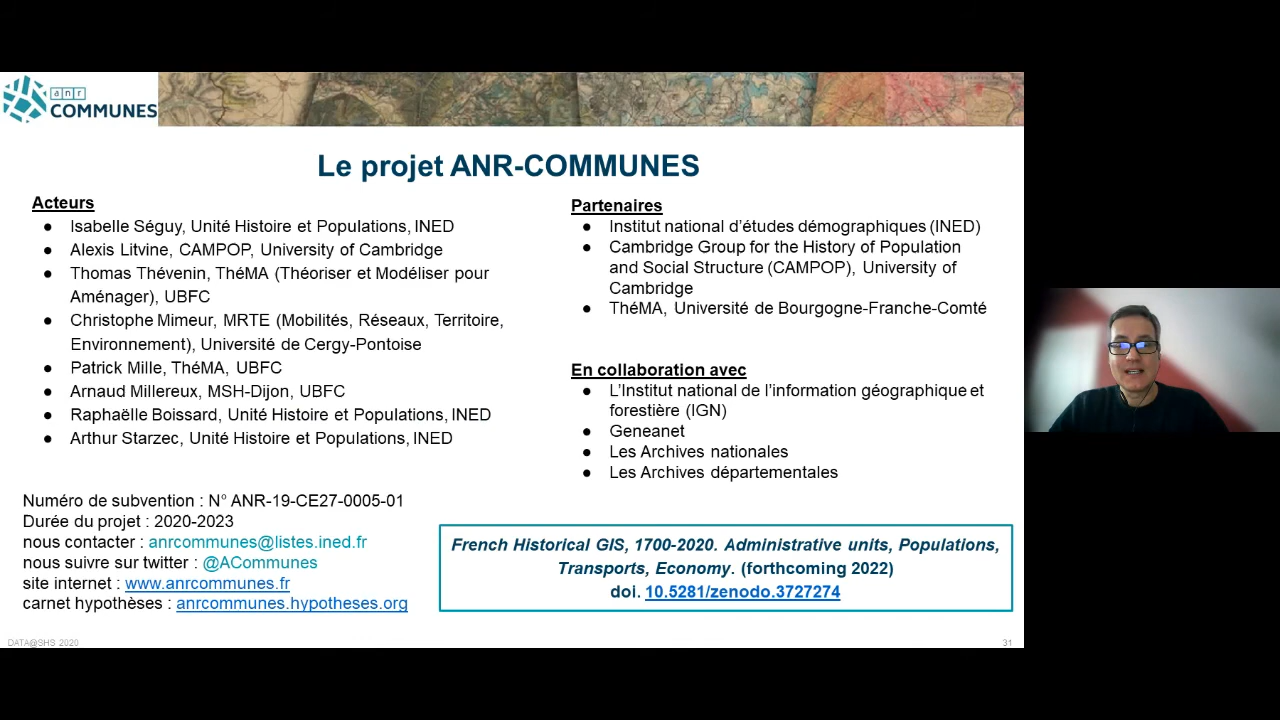 anr
COMMUNES
Le projet ANR-COMMUNES
Acteurs
● Isabelle Séguy, Unité Histoire et Populations, INED
● Alexis Litvine, CAMPOP, University of Cambridge
● Thomas Thévenin, ThéMA (Théoriser et Modéliser pour
Aménager), UBFC
● Christophe Mimeur, MRTE (Mobilités, Réseaux, Territoire,
Environnement), Université de Cergy-Pontoise
● Patrick Mille, ThéMA, UBFC
● Arnaud Millereux, MSH-Dijon, UBFC
● Raphaëlle Boissard, Unité Histoire et Populations, INED
● Arthur Starzec, Unité Histoire et Populations, INED
Partenaires
● Institut national d'études démographiques (INED)
● Cambridge Group for the History of Population
and Social Structure (CAMPOP), University of
Cambridge
● ThéMA, Université de Bourgogne-Franche-Comté
En collaboration avec
● L'Institut national de l'information géographique et
forestière (IGN)
● Geneanet
● Les Archives nationales
● Les Archives départementales
Numéro de subvention : N° ANR-19-CE27-0005-01
Durée du projet : 2020-2023
nous contacter : anrcommunes@listes.ined.fr
nous suivre sur twitter : @ACommunes
site internet : www.anrcommunes.fr
carnet hypothèses : anrcommunes.hypotheses.org
French Historical GIS, 1700-2020. Administrative units, Populations,
Transports, Economy. (forthcoming 2022)
doi. 10.5281/zenodo.3727274
DATA@SHS 2020
31